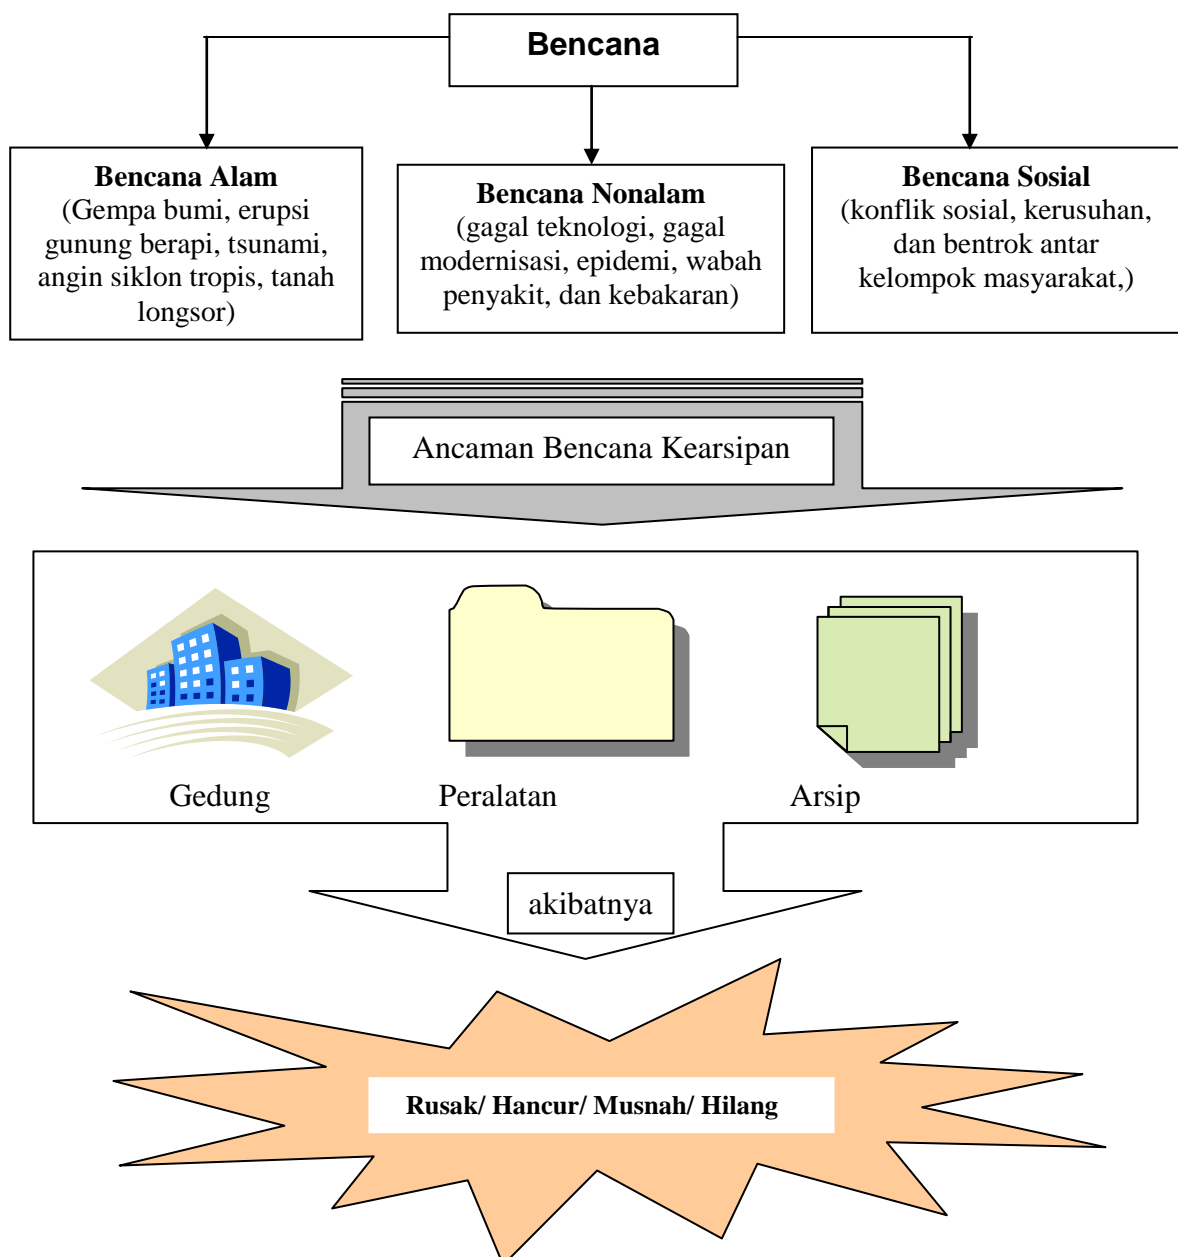 Bencana
Bencana Alam
(Gempa bumi, erupsi
gunung berapi, tsunami,
angin siklon tropis, tanah
longsor)
Bencana Nonalam
(gagal teknologi, gagal
modernisasi, epidemi, wabah
penyakit, dan kebakaran)
Bencana Sosial
(konflik sosial, kerusuhan,
dan bentrok antar
kelompok masyarakat,)
Ancaman Bencana Kearsipan
Gedung
Peralatan
Arsip
akibatnya
Rusak/ Hancur/ Musnah/ Hilang